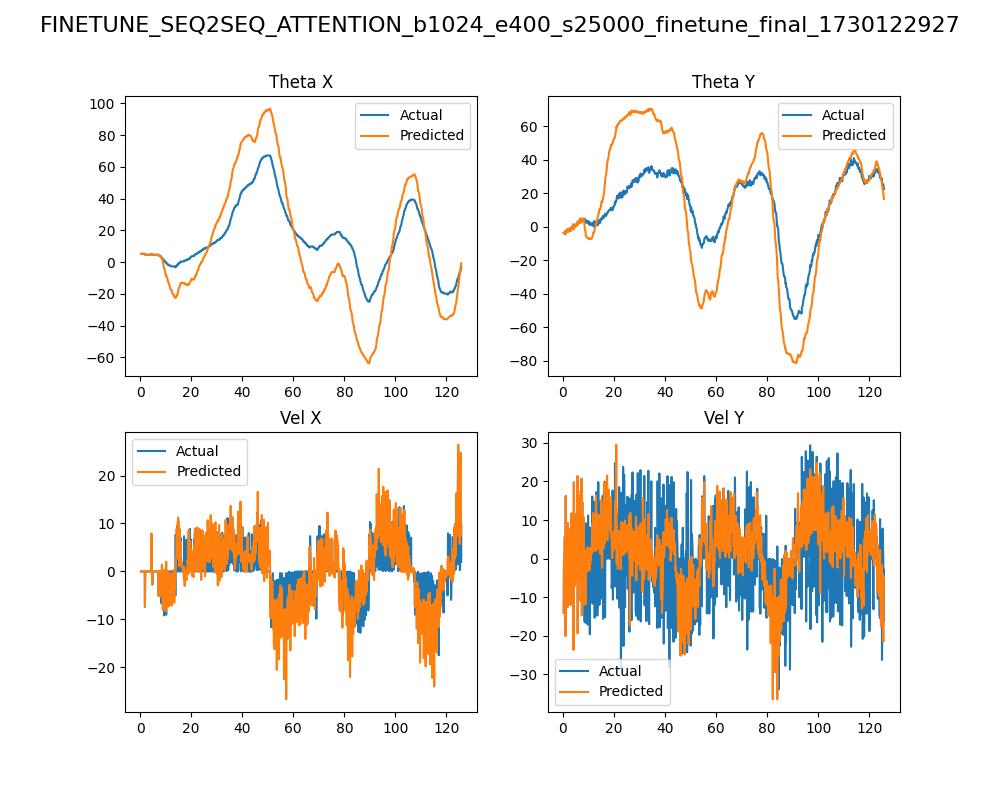 FINETUNE_SEQ2SEQ_ATTENTION_b1024_e400_s25000_finetune_final_1730122927
Theta X
Theta Y
100
80
60
40
20
0
−20
−40
−60
Actual
Predicted
0 20 40 60 80 100 120
60
40
20
0
−20
−40
−60
−80
Actual
Predicted
0 20 40 60 80 100 120
Vel X
Vel Y
20
10
0
−10
−20
Actual
Predicted
0 20 40 60 80 100 120
30
20
10
0
−10
−20
−30
Actual
Predicted
0 20 40 60 80 100 120